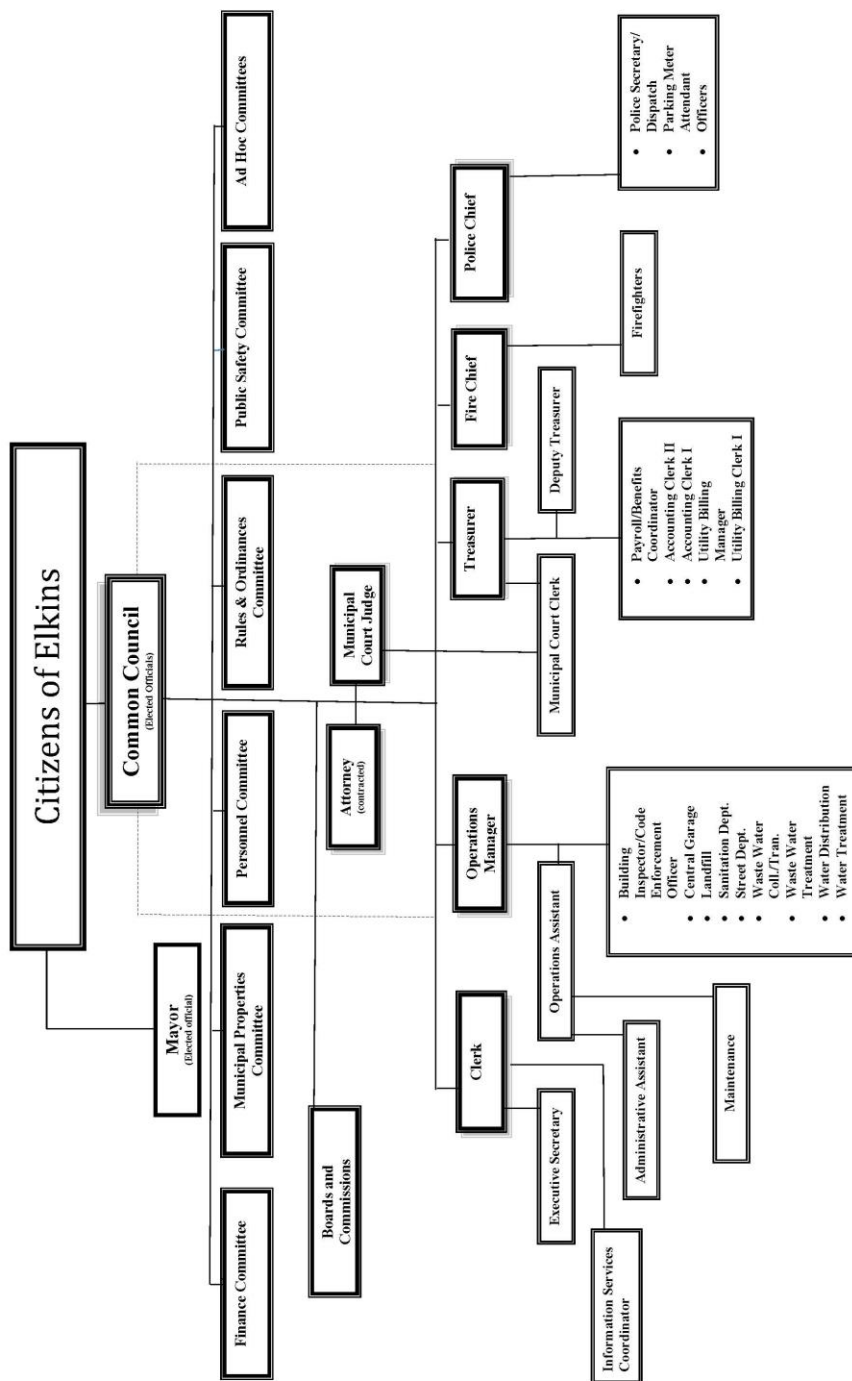 Citizens of Elkins
Mayor
(Elected official)
Common Council
(Elected Officials)
Finance Committee
Municipal Properties
Committee
Personnel Committee
Rules & Ordinances
Committee
Public Safety Committee
Ad Hoc Committees
Boards and
Commissions
Attorney
(contracted)
Municipal
Court Judge
Clerk
Operations
Manager
Treasurer
Fire Chief
Police Chief
Executive Secretary
Operations Assistant
Municipal Court Clerk
Deputy Treasurer
Information Services
Coordinator
Administrative Assistant
Maintenance
• Building
Inspector/Code
Enforcement
Officer
• Central Garage
• Landfill
• Sanitation Dept.
• Street Dept.
• Waste Water
Coll./Tran.
• Waste Water
Treatment
• Water Distribution
• Water Treatment
• Payroll/Benefits
Coordinator
• Accounting Clerk II
• Accounting Clerk I
• Utility Billing
Manager
• Utility Billing Clerk I
Firefighters
• Police Secretary/
Dispatch
• Parking Meter
Attendant
• Officers